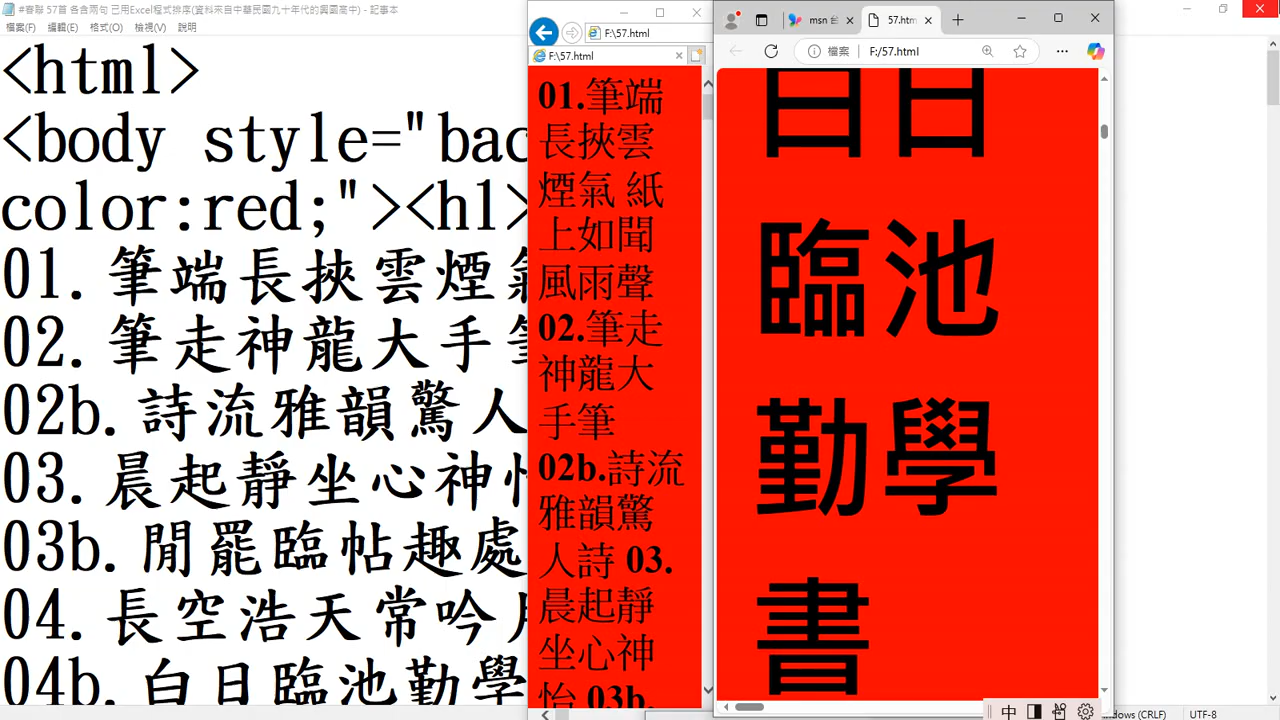 #春聯 57首 各含兩句 已用Excel程式排序(資料來自中華民國九十年代的興國高中) - 記事本
檔案(F) 編輯(E) 格式(O) 檢視(V) 說明
<html>
<body style="bac
color:red;"><h1>
01.筆端長挾雲煙氣
02.筆走神龍大手筆
02b.詩流雅韻驚人
03.晨起靜坐心神怡
03b.閒罷臨帖趣處
04.長空浩天常吟月
04b.白日臨池勤學
F:\57.html
F:\57.html
01.筆端
長挾雲
煙氣 紙
上如聞
風雨聲
02.筆走
神龍大
手筆
02b.詩流
雅韻驚
人詩 03.
晨起靜
坐心神
怡 03b.
msn 台
57.htm
檔案 F:/57.html
白日
臨池
勤學
書
中
dows (CRLF)
UTF-8